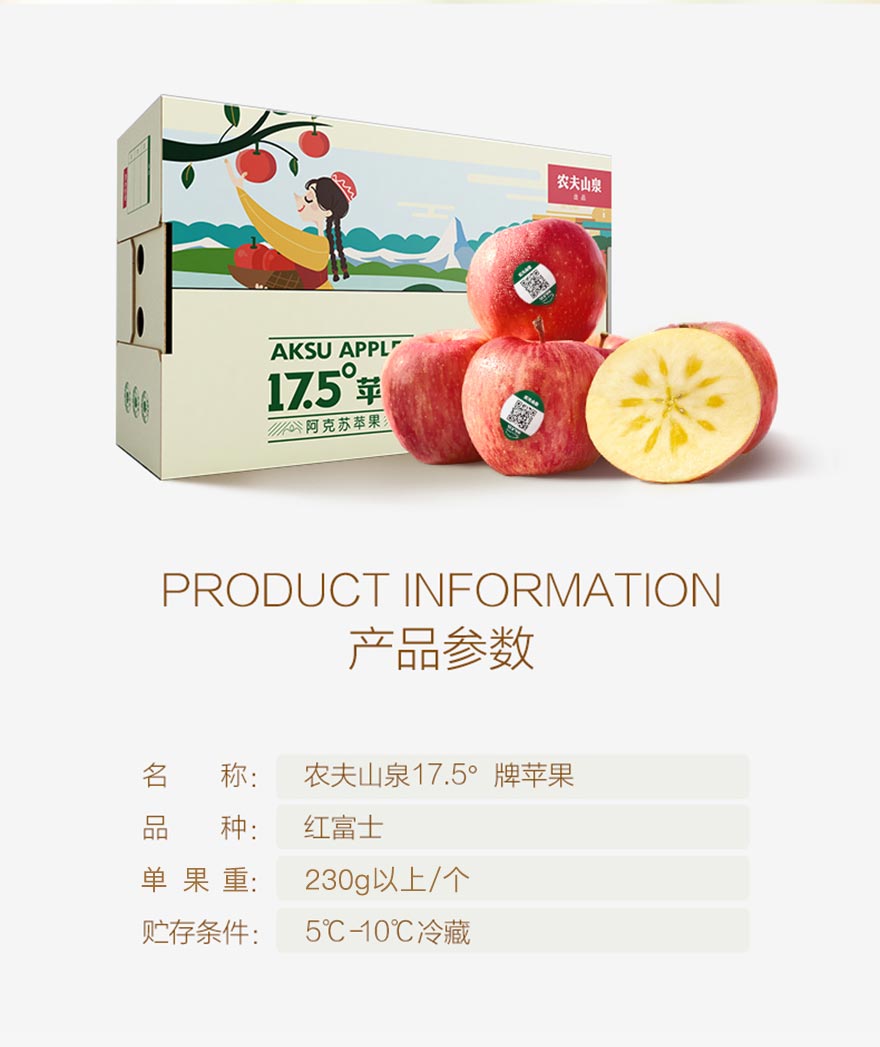 农夫山泉
AKSU APPLE
17.5°苹
阿克苏苹果
PRODUCT INFORMATION
产品参数
名 称: 农夫山泉17.5° 牌苹果
品 种: 红富士
单 果 重: 230g以上/个
贮存条件: 5℃-10℃冷藏